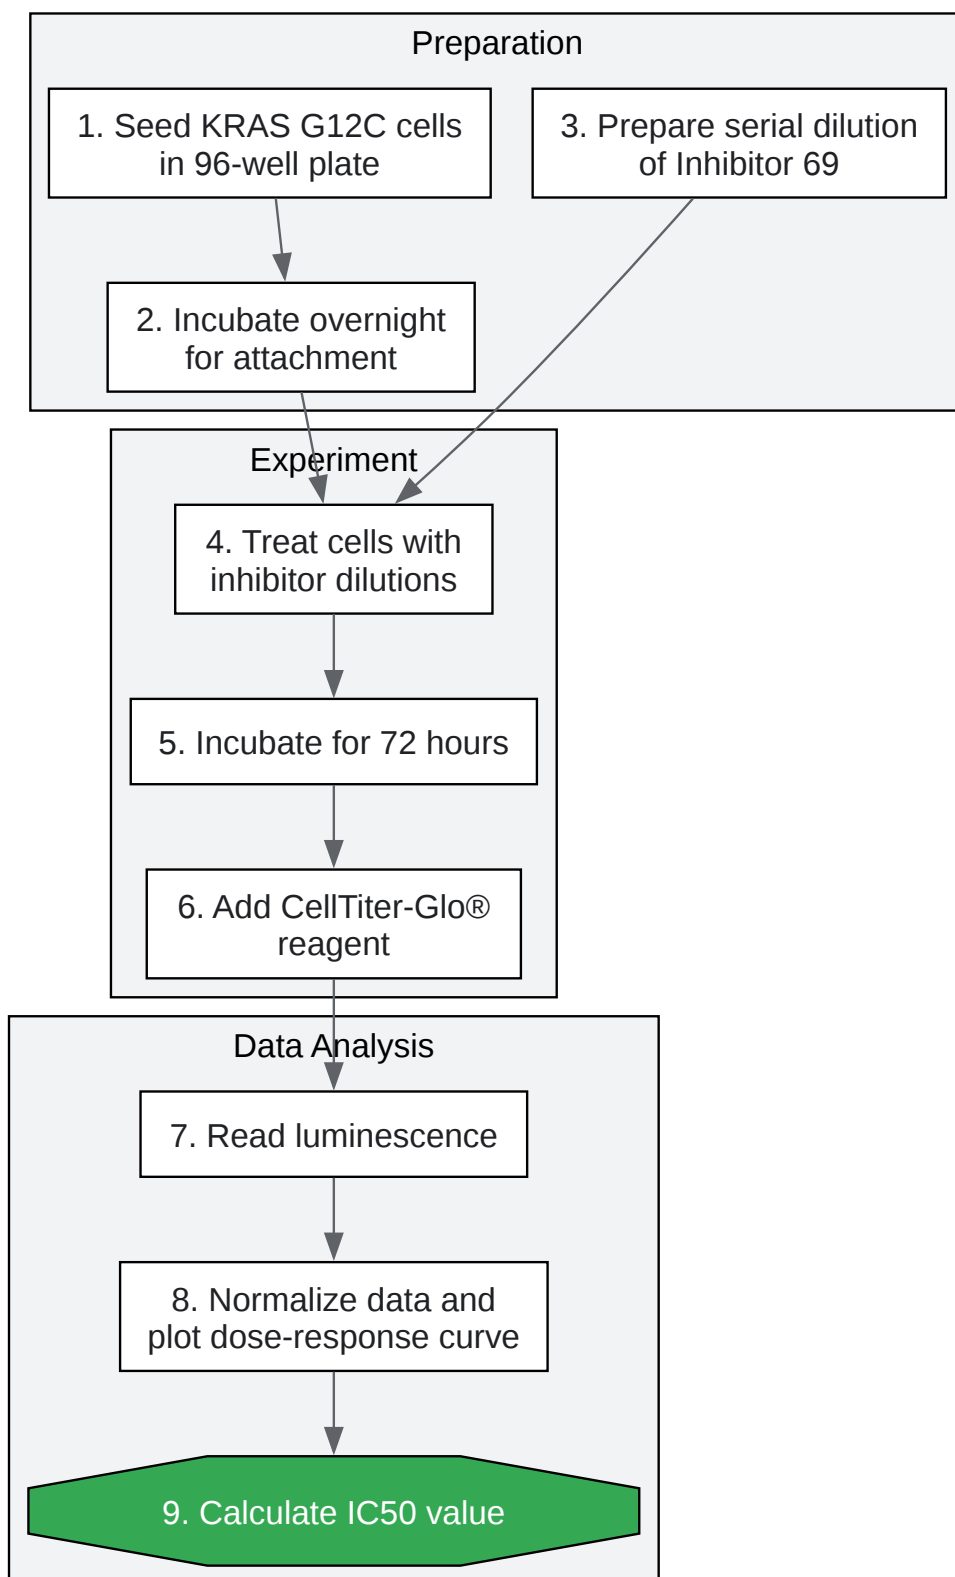 Preparation
1. Seed KRAS G12C cells
in 96-well plate
3. Prepare serial dilution
of Inhibitor 69
2. Incubate overnight
for attachment
Experiment
4. Treat cells with
inhibitor dilutions
5. Incubate for 72 hours
6. Add CellTiter-Glo®
reagent
Data Analysis
7. Read luminescence
8. Normalize data and
plot dose-response curve
9. Calculate IC50 value